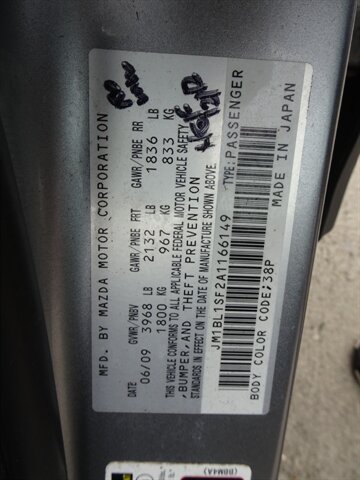 MFD. BY MAZDA MOTOR CORPORATION
GVWR/PNBV GAWR/PNBE FRT GAWR/PNBE RR
DATE
06/09 3968 LB 2132 LB 1836 LB
1800 KG 967 KG 833 KG
THIS VEHICLE CONFORMS TO ALL APPLICABLE FEDERAL MOTOR VEHICLE SAFETY
,BUMPER,AND THEFT PREVENTION
STANDARDS IN EFFECT ON THE DATE OF MANUFACTURE SHOWN ABOVE.
JM1BL1SF2A1166149 TYPE:PASSENGER
BODY COLOR CODE:38P MADE IN JAPAN
(BBM4A)